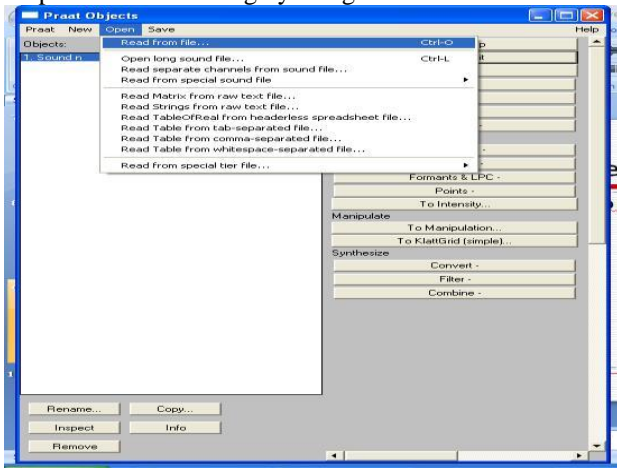 Praat Objects
Praat New Open Save Help
Objects:
1. Sound n
Read from file... Ctrl-O
Open long sound file... Ctrl-L
Read separate channels from sound file...
Read from special sound file
Read Matrix from raw text file...
Read Strings from raw text file...
Read TableOfReal from headerless spreadsheet file...
Read Table from tab-separated file...
Read Table from comma-separated file...
Read Table from whitespace-separated file...
Read from special tier file...
Formants & LPC -
Points -
To Intensity...
Manipulate
To Manipulation...
To KlattGrid (simple)...
Synthesize
Convert -
Filter -
Combine -
Rename... Copy...
Inspect Info
Remove